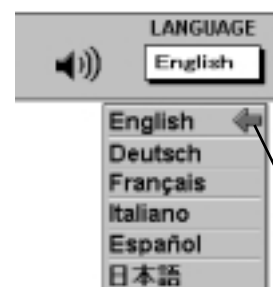 LANGUAGE
English
English
Deutsch
Français
Italiano
Español
日本語